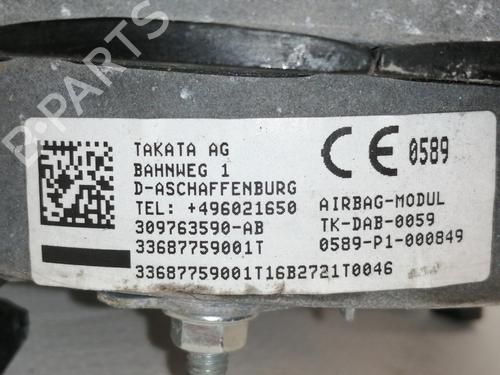 B-PARTS
TAKATA AG
BAHNWEG 1
D-ASCHAFFENBURG
TEL: +496021650
309763590-AB
33687759001T
33687759001T16B2721T0046
CE 0589
AIRBAG-MODUL
TK-DAB-0059
0589-P1-000849